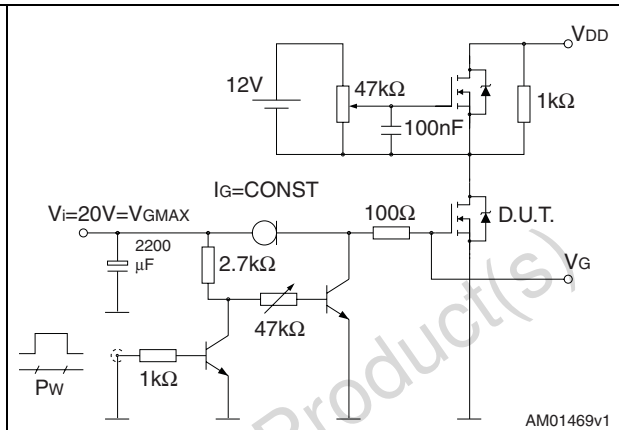 VDD
12V
47kΩ
1kΩ
100nF
IG=CONST
Vi=20V=VGMAX
100Ω
D.U.T.
2200
μF
2.7kΩ
VG
47kΩ
1kΩ
PW
Product(s)
AM01469v1